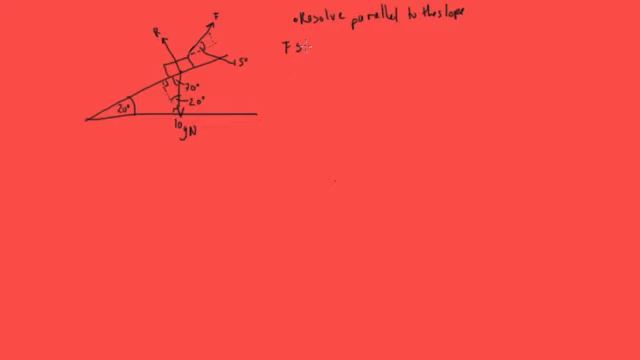 •Resolve parallel to the slope
F s
F
R
15°
70°
20°
20°
10gN